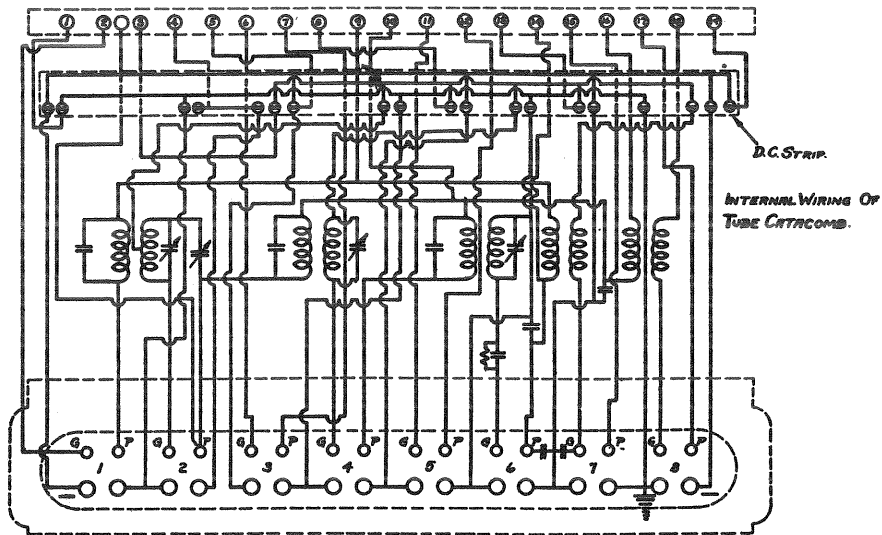 1 2 3 4 5 6 7 8 9 10 11 12 13 14 15 16 17 18 19
D.C. STRIP.
INTERNAL WIRING OF
TUBE CATACOMB.
G P G P G P G P G P G P G P G P
1 2 3 4 5 6 7 8